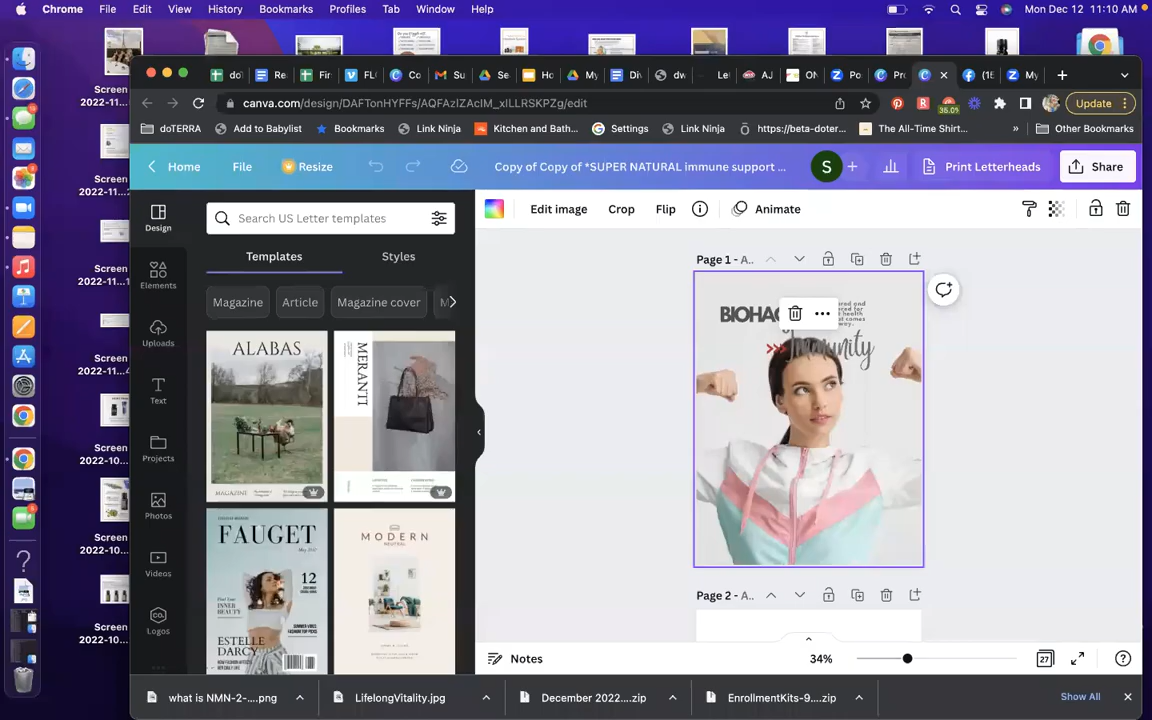 Chrome File Edit View History Bookmarks Profiles Tab Window Help Mon Dec 12 11:10 AM
canva.com/design/DAFTonHYFFs/AQFAzIZAcIM_xILLRSKPZg/edit Update
doTERRA Add to Babylist Bookmarks Link Ninja Kitchen and Bath... Settings Link Ninja https://beta-doter... The All-Time Shirt... » Other Bookmarks
Home File Resize Copy of Copy of *SUPER NATURAL immune support ... S + Print Letterheads Share
Design
Elements
Uploads
Text
Projects
Photos
Videos
Logos
Search US Letter templates
Templates Styles
Magazine Article Magazine cover
ALABAS
MAGAZINE
MERANTI
FAUGET
12
INNER
BEAUTY
ESTELLE
DARCY
MODERN
Edit image Crop Flip Animate
Page 1 - A..
BIOHAC
>>> Immunity
Page 2 - A..
Notes 34% 27
what is NMN-2-....png LifelongVitality.jpg December 2022....zip EnrollmentKits-9....zip Show All
Screen
2022-11...
Screen
2022-11...
Screen
2022-11...
Screen
2022-11...
Screen
2022-10...
Screen
2022-10...
Screen
2022-10...